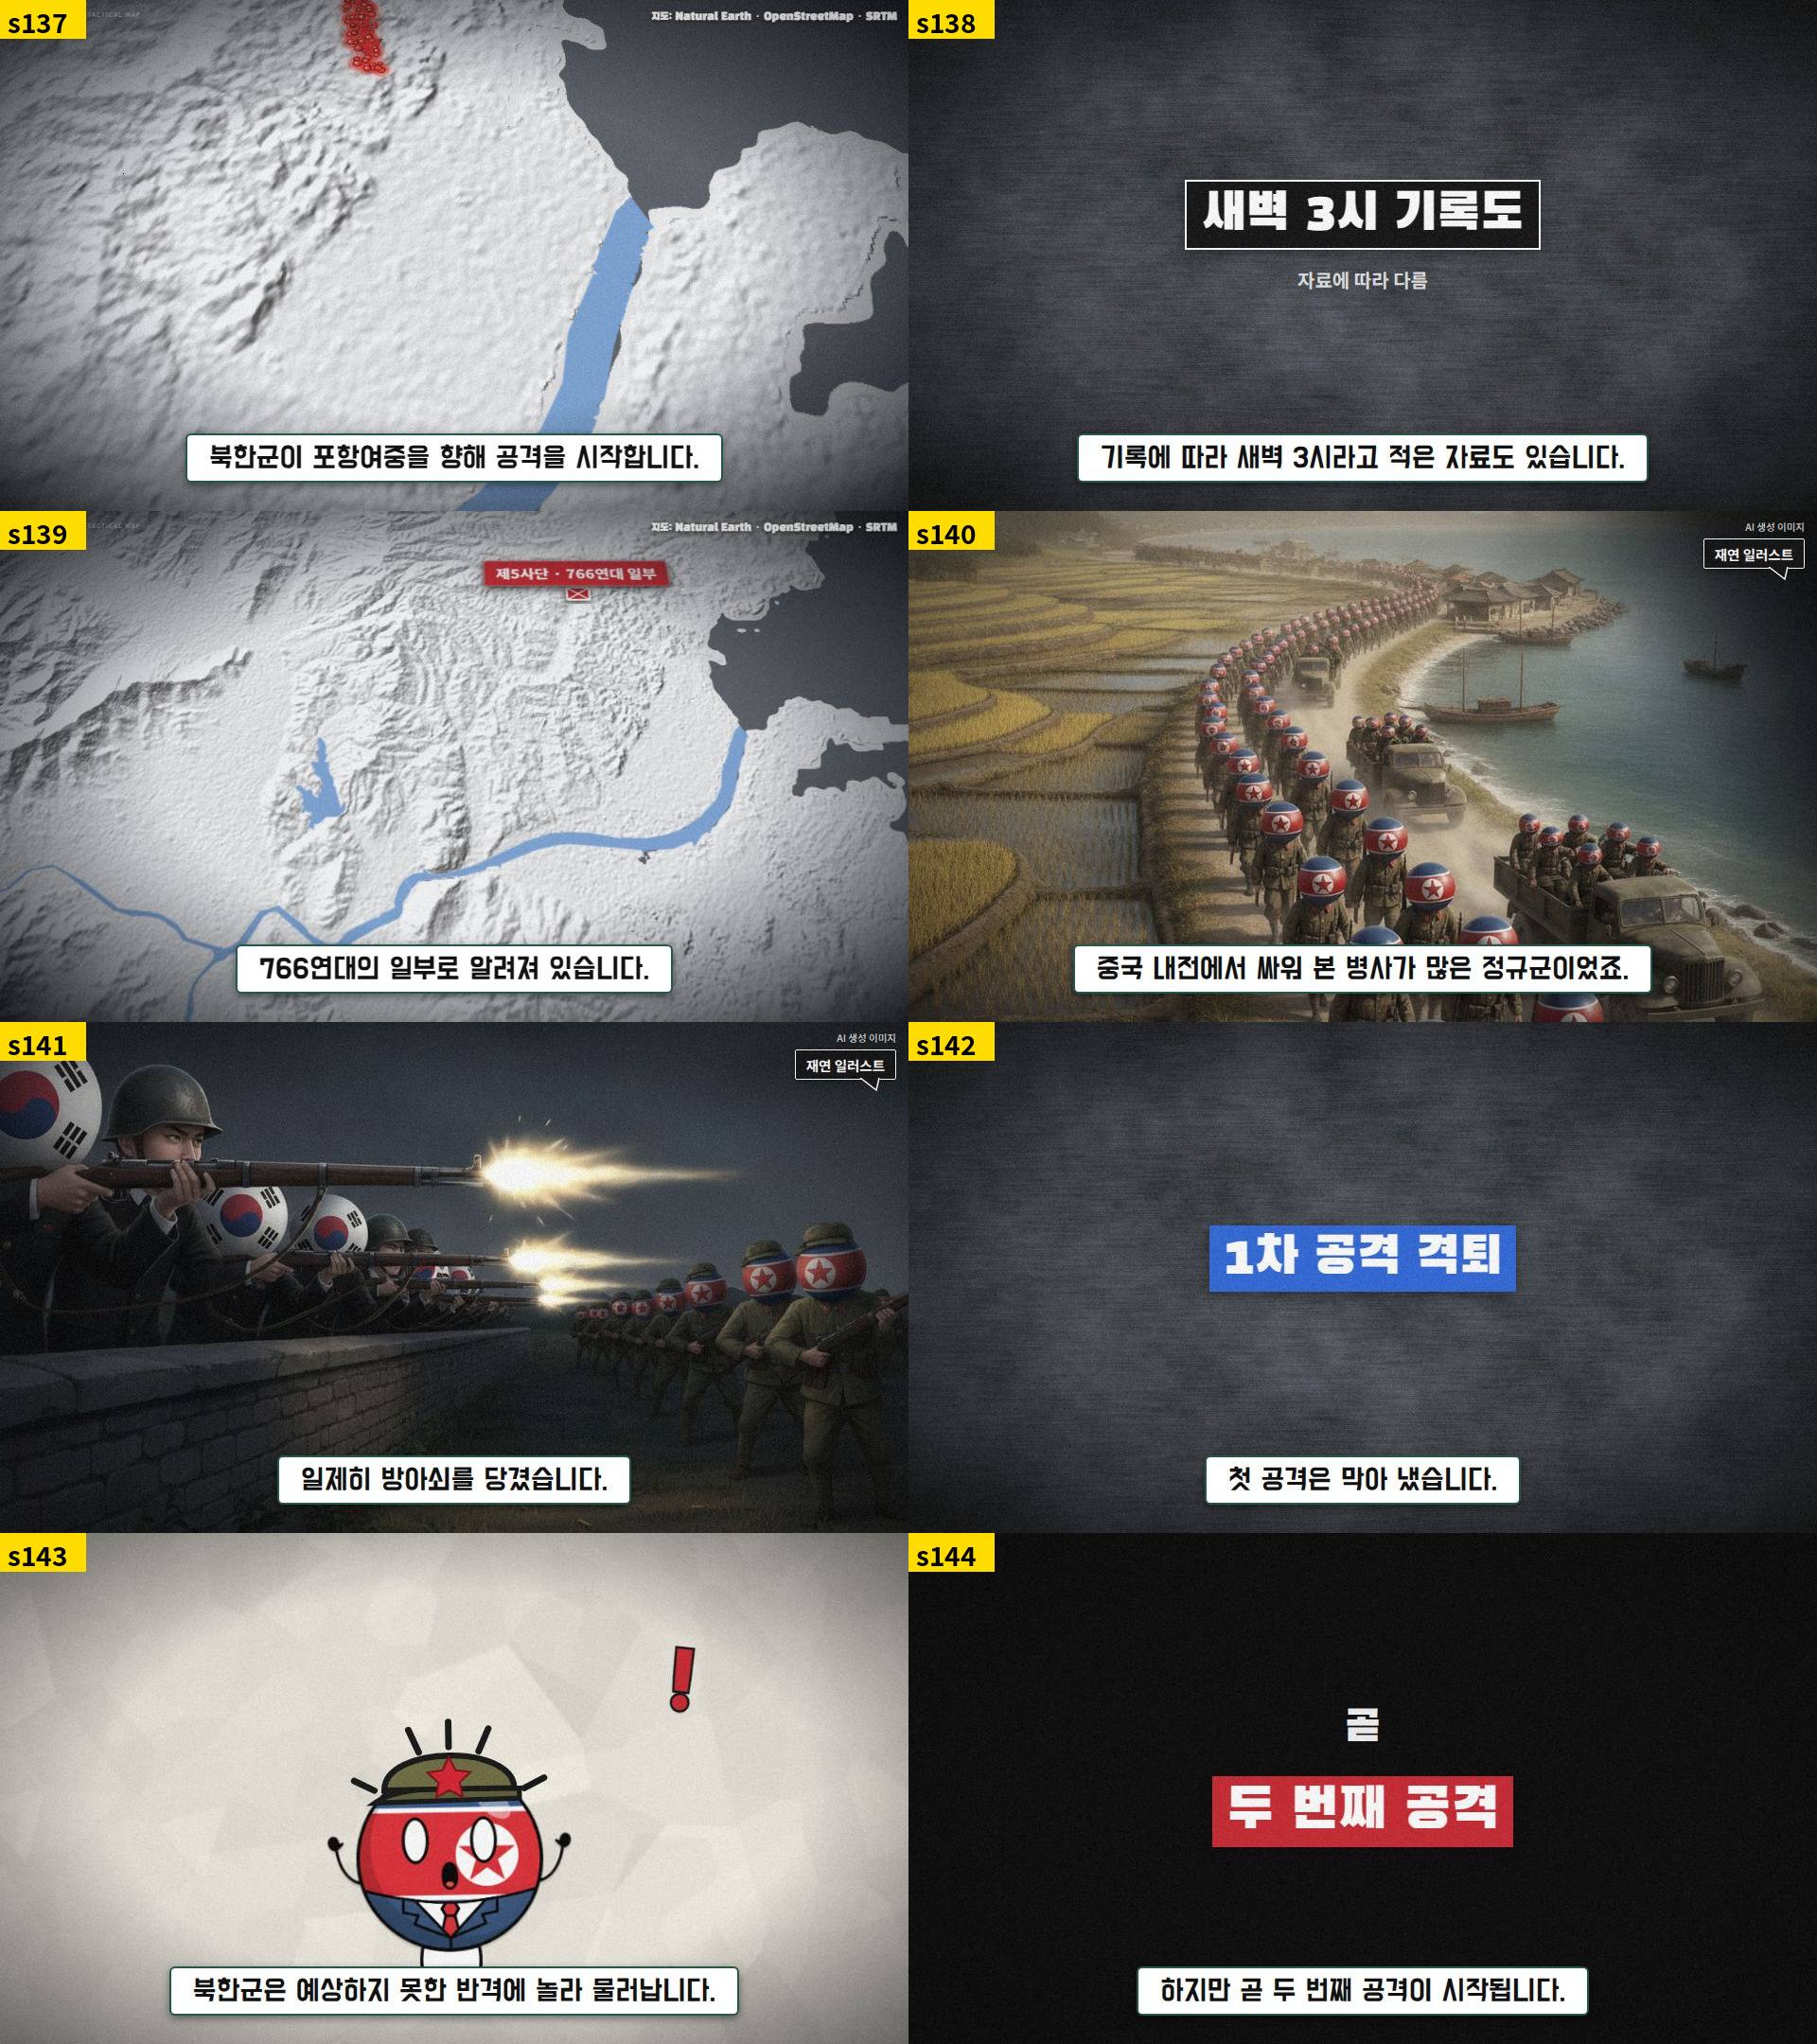 s137
TACTICAL MAP
지도: Natural Earth · OpenStreetMap · SRTM
북한군이 포항여중을 향해 공격을 시작합니다.
s138
새벽 3시 기록도
자료에 따라 다름
기록에 따라 새벽 3시라고 적은 자료도 있습니다.
s139
TACTICAL MAP
지도: Natural Earth · OpenStreetMap · SRTM
제5사단 · 766연대 일부
766연대의 일부로 알려져 있습니다.
s140
AI 생성 이미지
재연 일러스트
중국 내전에서 싸워 본 병사가 많은 정규군이었죠.
s141
AI 생성 이미지
재연 일러스트
일제히 방아쇠를 당겼습니다.
s142
1차 공격 격퇴
첫 공격은 막아 냈습니다.
s143
북한군은 예상하지 못한 반격에 놀라 물러납니다.
s144
곧
두 번째 공격
하지만 곧 두 번째 공격이 시작됩니다.